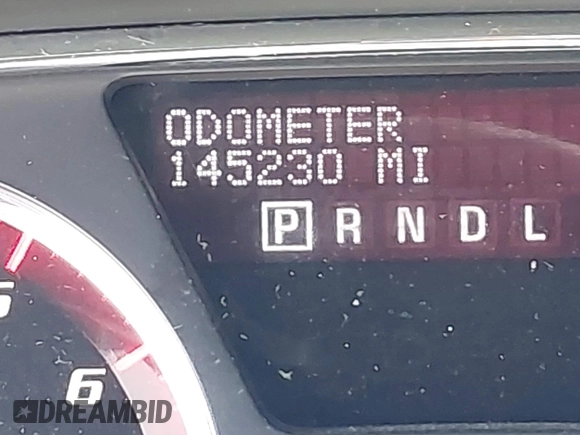 ODOMETER
145230 MI
P R N D L
6
DREAMBID